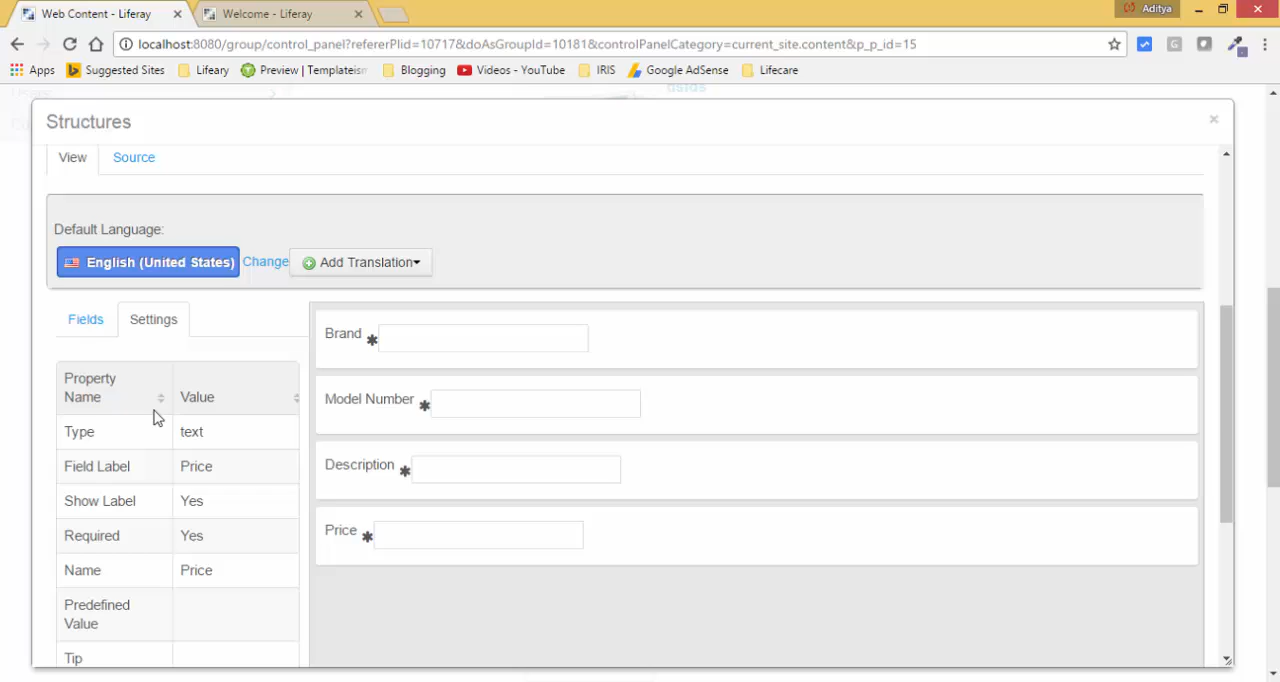 Web Content - Liferay
Welcome - Liferay
Aditya
localhost:8080/group/control_panel?refererPlid=10717&doAsGroupId=10181&controlPanelCategory=current_site.content&p_p_id=15
Apps
Suggested Sites
Lifeary
Preview | Templateism
Blogging
Videos - YouTube
IRIS
Google AdSense
Lifecare
Structures
View
Source
Default Language:
English (United States)
Change
Add Translation
Fields
Settings
Property
Name
Value
Type
text
Field Label
Price
Show Label
Yes
Required
Yes
Name
Price
Predefined
Value
Tip
Brand
Model Number
Description
Price